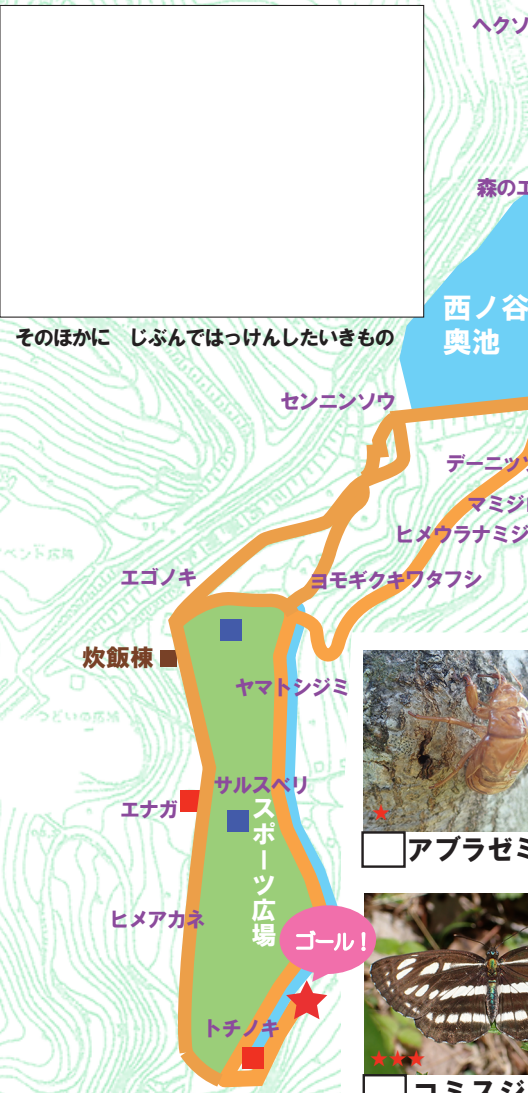 ヘクソ
森のエ
西ノ谷
奥池
そのほかに　じぶんではっけんしたいきもの
センニンソウ
デーニッ
マミジ
ヒメウラナミジ
エゴノキ
ヨモギクキワタフシ
炊飯棟
ヤマトシジミ
サルスベリ
エナガ
スポーツ広場
アブラゼミ
ヒメアカネ
ゴール！
トチノキ
コミスジ